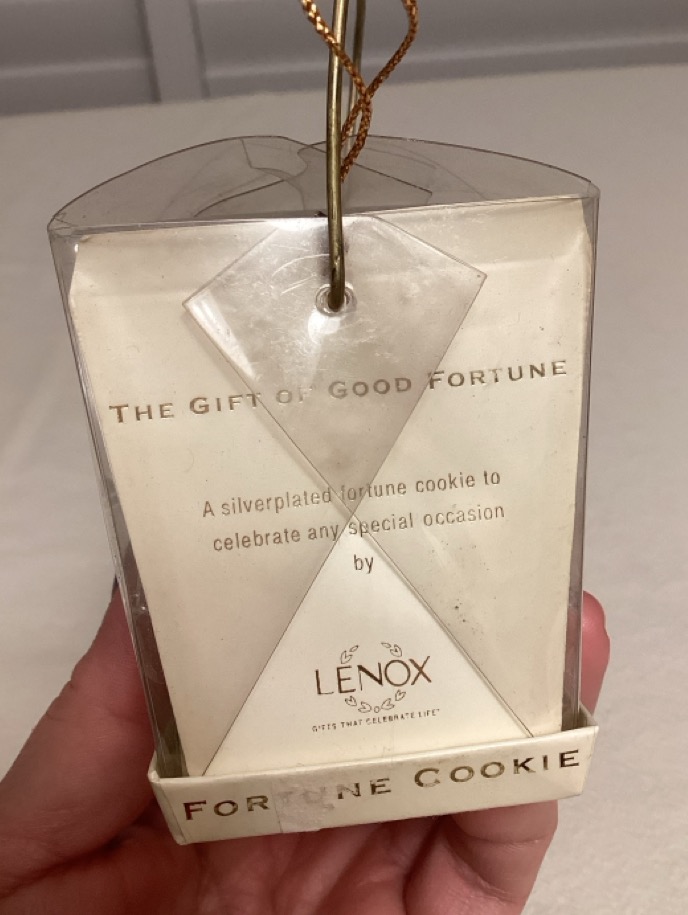 THE GIFT OF GOOD FORTUNE
A silverplated fortune cookie to
celebrate any special occasion
by
LENOX
GIFTS THAT CELEBRATE LIFE™
FORTUNE COOKIE